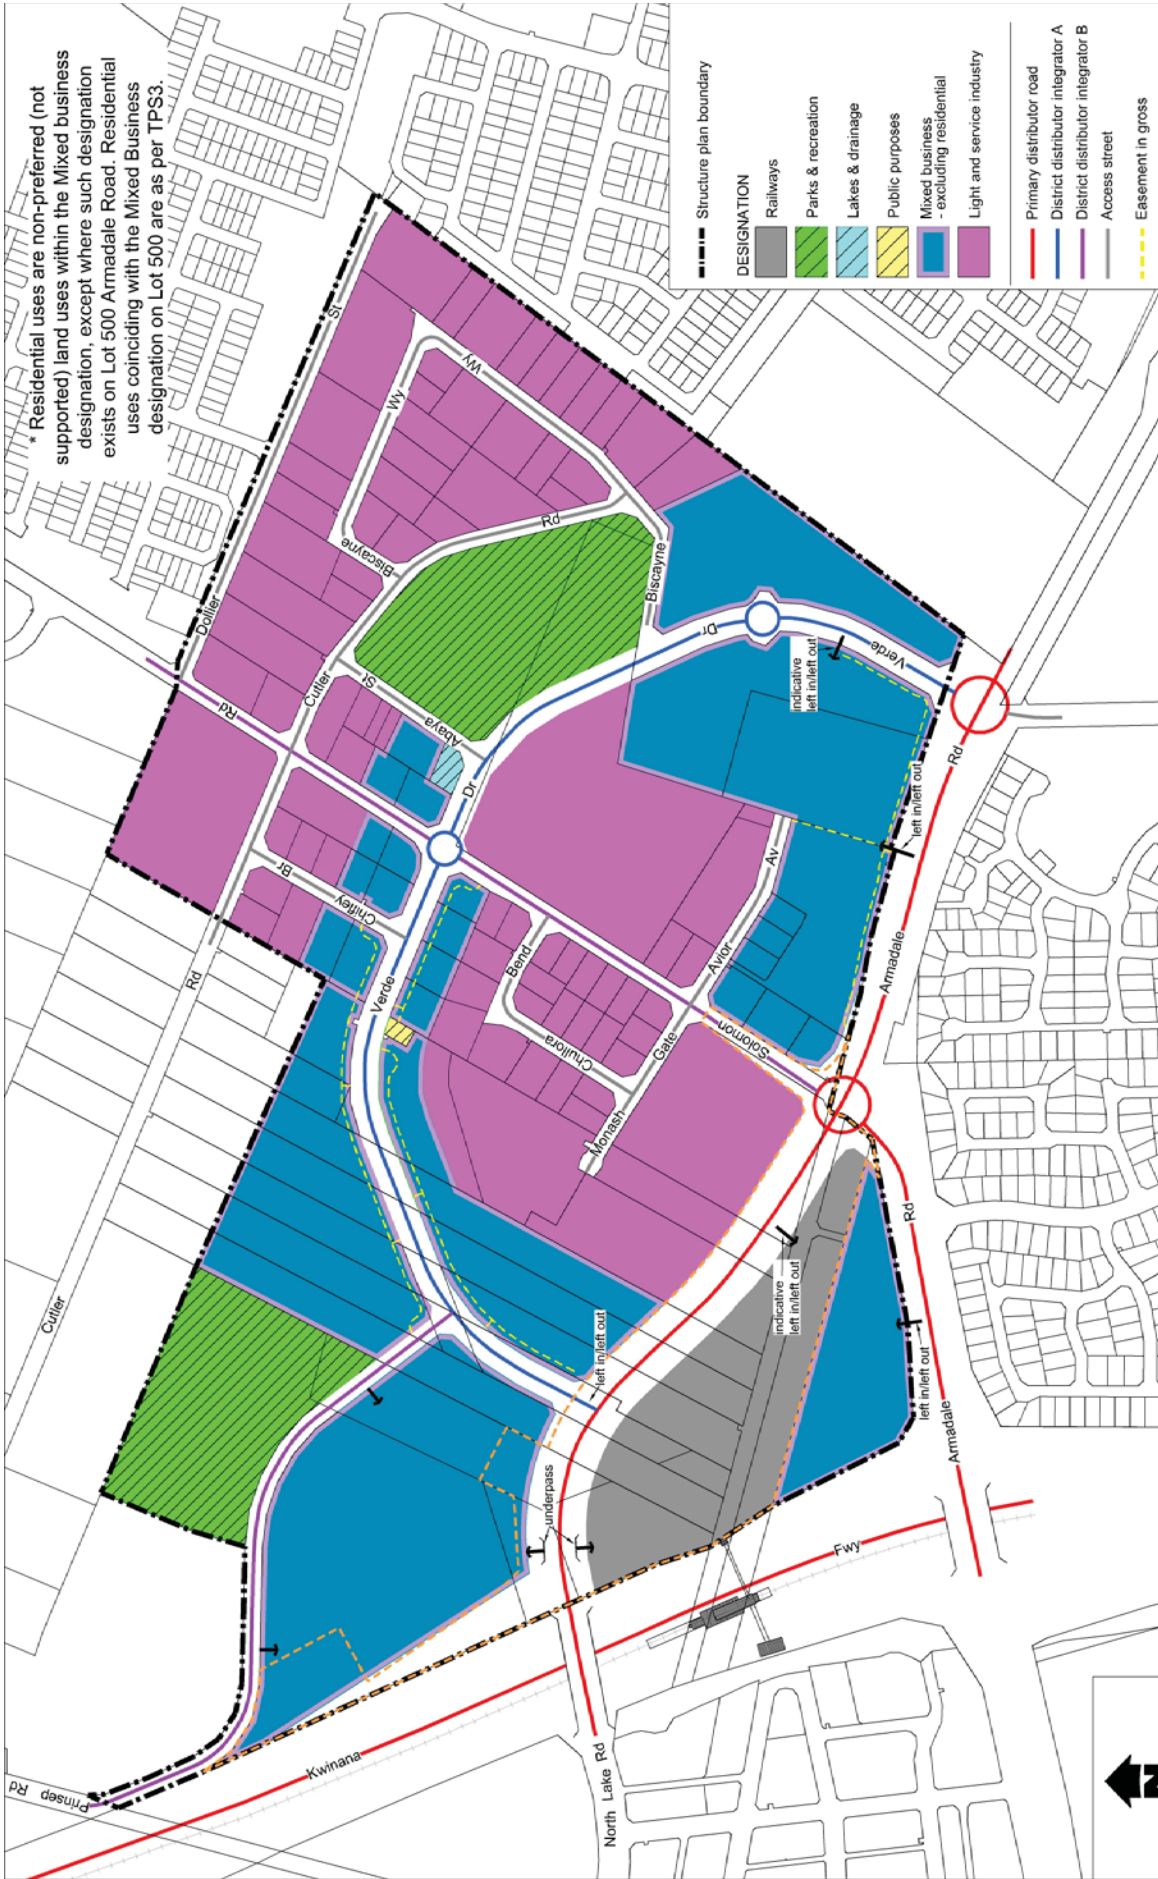 * Residential uses are non-preferred (not
supported) land uses within the Mixed business
designation, except where such designation
exists on Lot 500 Armadale Road. Residential
uses coinciding with the Mixed Business
designation on Lot 500 are as per TPS3.
Structure plan boundary
DESIGNATION
Railways
Parks & recreation
Lakes & drainage
Public purposes
Mixed business
- excluding residential
Light and service industry
Primary distributor road
District distributor integrator A
District distributor integrator B
Access street
Easement in gross
Prinsep Rd
Kwinana
Fwy
North Lake Rd
Cutler
Rd
Dollier
St
Rd
Cutler
Rd
Biscayne
Wy
Wy
Biscayne
Abaya
St
Chifley
Br
Verde
Dr
Dr
Verde
Bend
Chullora
Monash
Gate
Avior
Av
Solomon
Armadale
Rd
Armadale
Rd
underpass
left in/left out
indicative
left in/left out
left in/left out
left in/left out
indicative
left in/left out
N